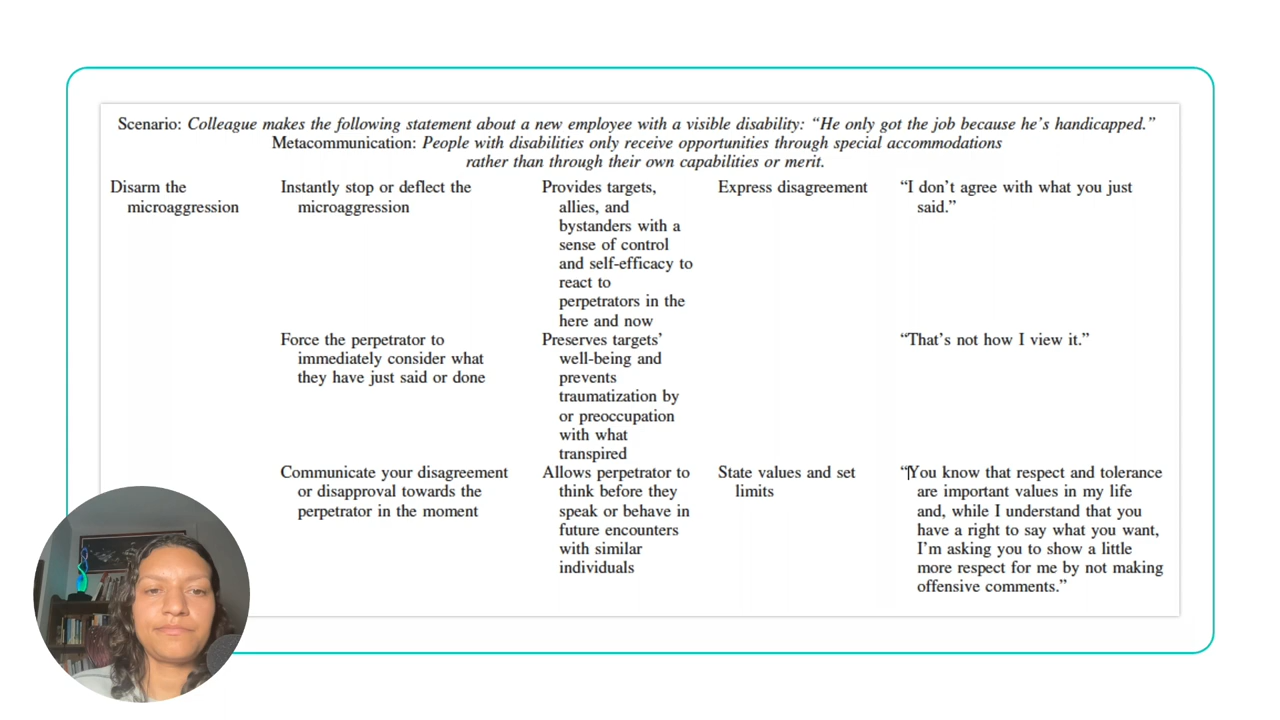 Scenario: Colleague makes the following statement about a new employee with a visible disability: “He only got the job because he’s handicapped.”
Metacommunication: People with disabilities only receive opportunities through special accommodations
rather than through their own capabilities or merit.
Disarm the
microaggression
Instantly stop or deflect the
microaggression
Provides targets,
allies, and
bystanders with a
sense of control
and self-efficacy to
react to
perpetrators in the
here and now
Express disagreement
“I don’t agree with what you just
said.”
Force the perpetrator to
immediately consider what
they have just said or done
Preserves targets’
well-being and
prevents
traumatization by
or preoccupation
with what
transpired
“That’s not how I view it.”
Communicate your disagreement
or disapproval towards the
perpetrator in the moment
Allows perpetrator to
think before they
speak or behave in
future encounters
with similar
individuals
State values and set
limits
“You know that respect and tolerance
are important values in my life
and, while I understand that you
have a right to say what you want,
I’m asking you to show a little
more respect for me by not making
offensive comments.”